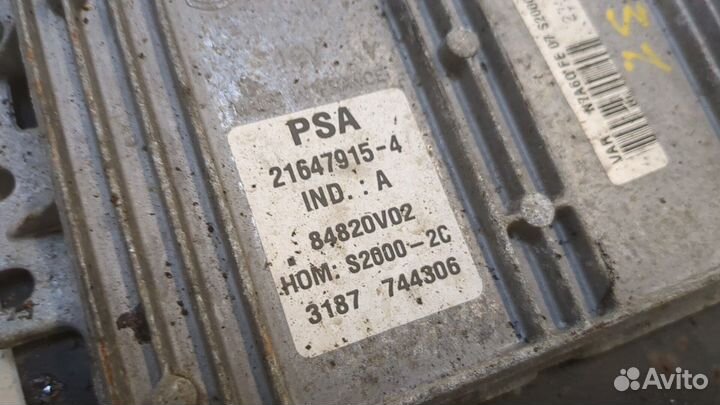 PSA
21647915-4
IND. : A
84820V02
HOM: S2000-2C
3187 744306
Avito